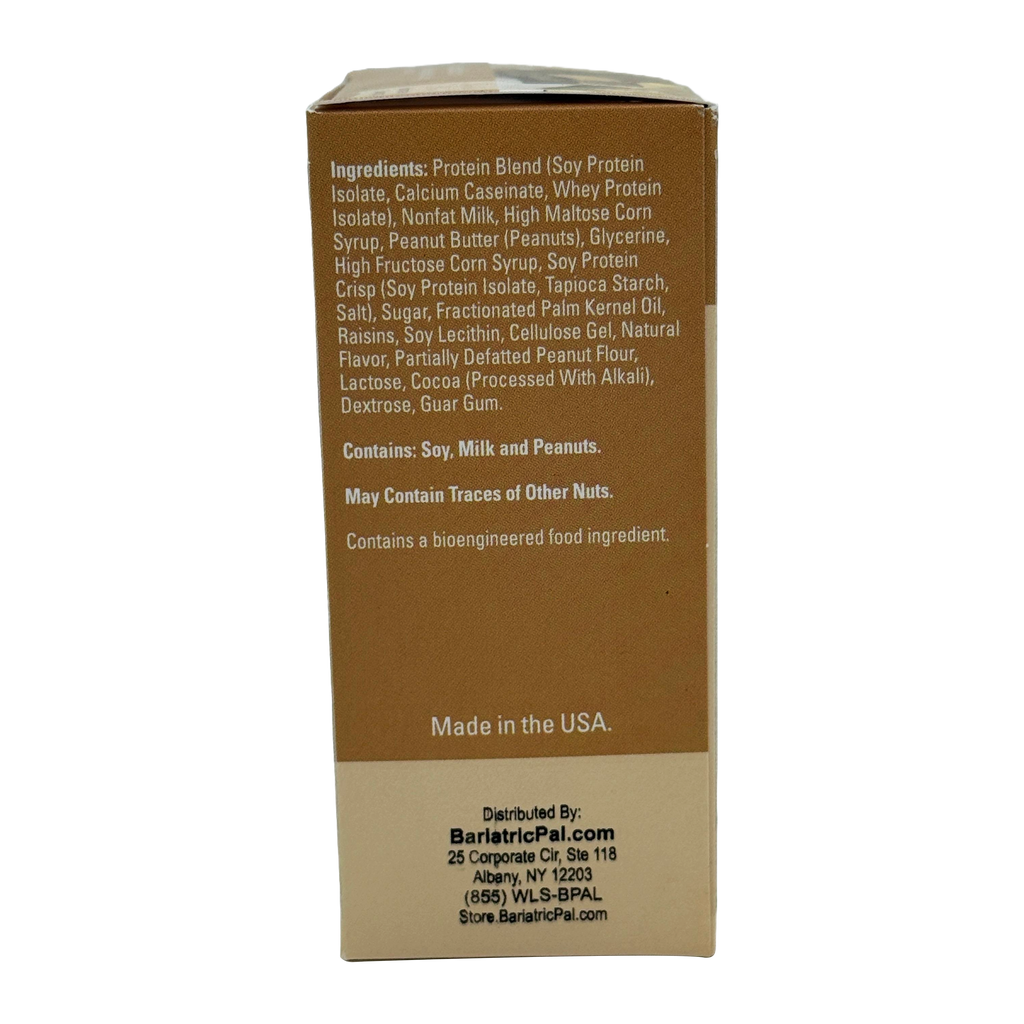 Ingredients: Protein Blend (Soy Protein
Isolate, Calcium Caseinate, Whey Protein
Isolate), Nonfat Milk, High Maltose Corn
Syrup, Peanut Butter (Peanuts), Glycerine,
High Fructose Corn Syrup, Soy Protein
Crisp (Soy Protein Isolate, Tapioca Starch,
Salt), Sugar, Fractionated Palm Kernel Oil,
Raisins, Soy Lecithin, Cellulose Gel, Natural
Flavor, Partially Defatted Peanut Flour,
Lactose, Cocoa (Processed With Alkali),
Dextrose, Guar Gum.
Contains: Soy, Milk and Peanuts.
May Contain Traces of Other Nuts.
Contains a bioengineered food ingredient.
Made in the USA.
Distributed By:
BariatricPal.com
25 Corporate Cir, Ste 118
Albany, NY 12203
(855) WLS-BPAL
Store.BariatricPal.com